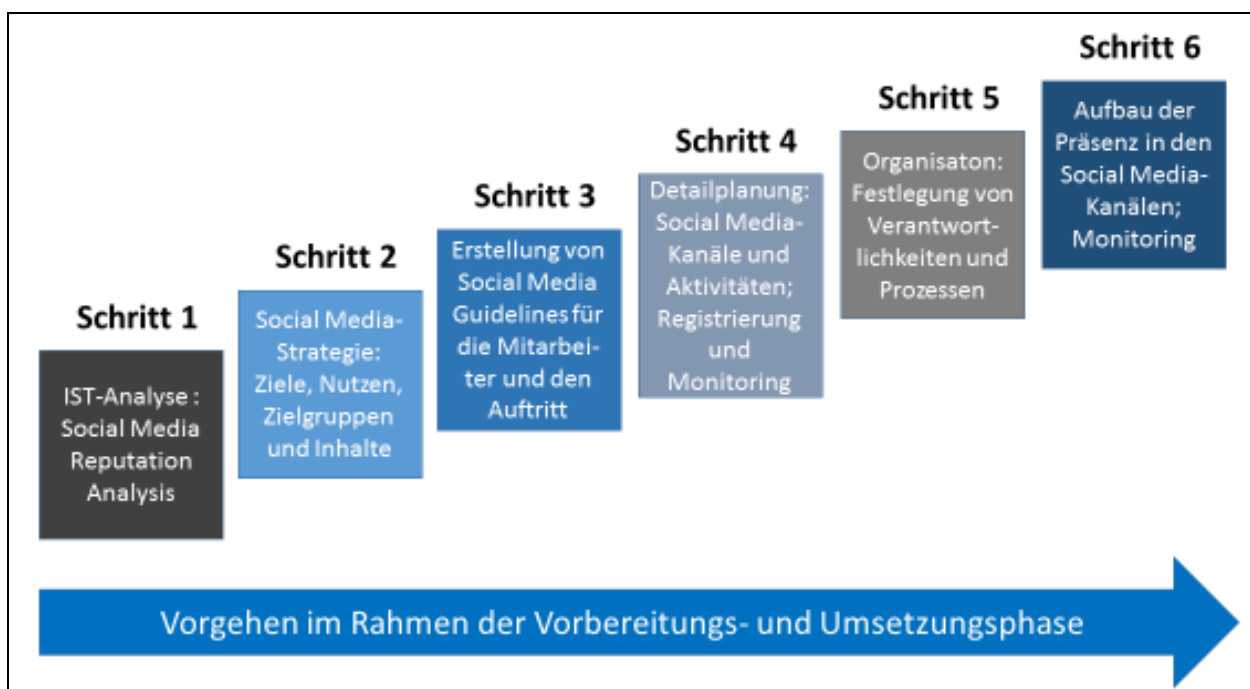 Schritt 1
IST-Analyse :
Social Media
Reputation
Analysis
Schritt 2
Social Media-
Strategie:
Ziele, Nutzen,
Zielgruppen
und Inhalte
Schritt 3
Erstellung von
Social Media
Guidelines für
die Mitarbei-
ter und den
Auftritt
Schritt 4
Detailplanung:
Social Media-
Kanäle und
Aktivitäten;
Registrierung
und
Monitoring
Schritt 5
Organisaton:
Festlegung von
Verantwort-
lichkeiten und
Prozessen
Schritt 6
Aufbau der
Präsenz in den
Social Media-
Kanälen;
Monitoring
Vorgehen im Rahmen der Vorbereitungs- und Umsetzungsphase